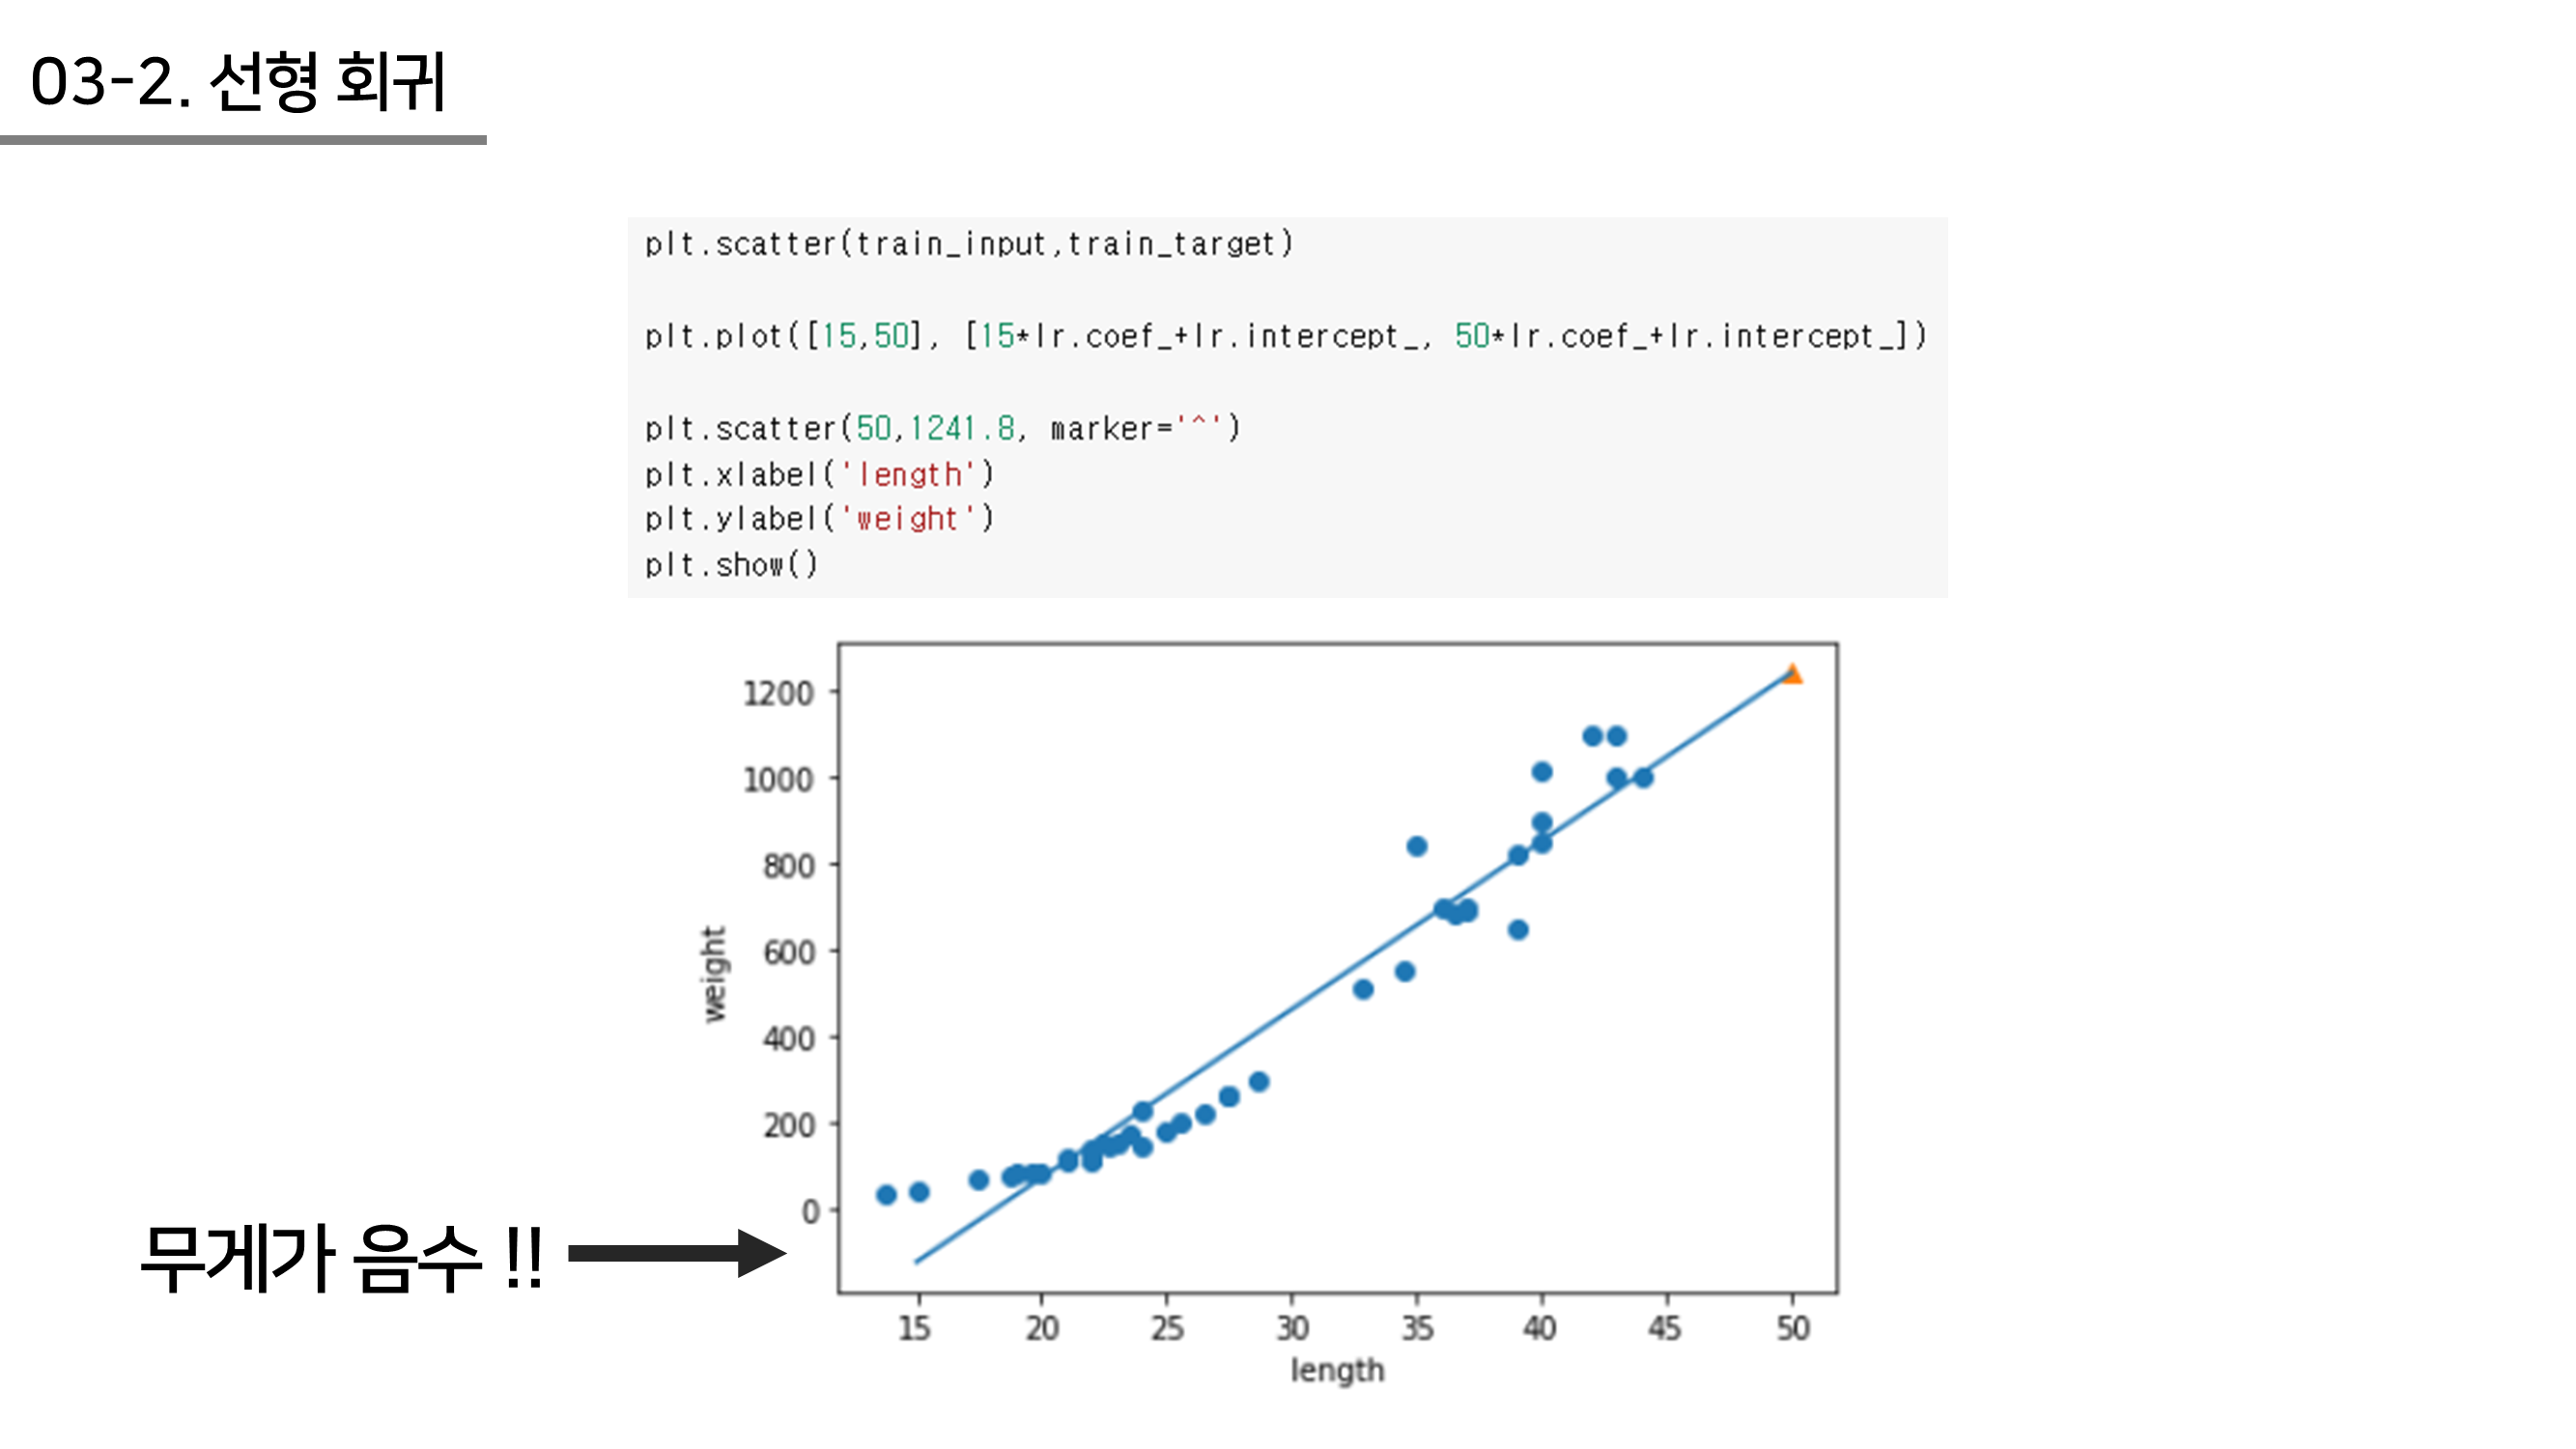 03-2. 선형 회귀
plt.scatter(train_input,train_target)
plt.plot([15,50], [15*lr.coef_+lr.intercept_, 50*lr.coef_+lr.intercept_])
plt.scatter(50,1241.8, marker='^')
plt.xlabel('length')
plt.ylabel('weight')
plt.show()
1200
1000
800
600
400
200
0
weight
무게가 음수 !!
15 20 25 30 35 40 45 50
length